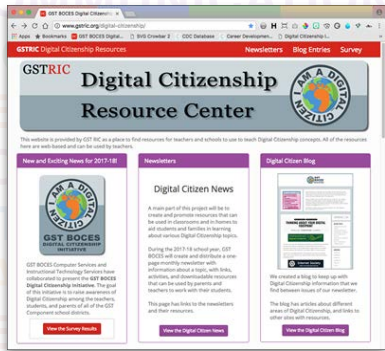 GST BOCES Digital Citizenship
www.gstric.org/digital-citizenship/
Apps Bookmarks GST BOCES Digital... SVG Crowbar 2 CDC Database Career Developmen... Digital Citizenship I...
GSTRIC Digital Citizenship Resources Newsletters Blog Entries Survey
GSTRIC
Digital Citizenship
Resource Center
I AM A DIGITAL CITIZEN
This website is provided by GST RIC as a place to find resources for teachers and schools to use to teach Digital Citizenship concepts. All of the resources
here are web-based and can be used by teachers.
New and Exciting News for 2017-18!
I AM A DIGITAL CITIZEN
GST BOCES
DIGITAL CITIZENSHIP
INITIATIVE
GST BOCES Computer Services and
Instructional Technology Services have
collaborated to present the GST BOCES
Digital Citizenship Initiative. The goal
of this initiative is to raise awareness of
Digital Citizenship among the teachers,
students, and parents of all of the GST
Component school districts.
View the Survey Results
Newsletters
Digital Citizen News
A main part of this project will be to
create and promote resources that can
be used in classrooms and in homes to
aid students and families in learning
about various Digital Citizenship topics.
During the 2017-18 school year, GST
BOCES will create and distribute a one-
page monthly newsletter with
information about a topic, with links,
activities, and downloadable resources
that can be used by parents and
teachers to work with their students.
This page has links to the newsletters
and their resources.
View the Digital Citizen News
Digital Citizen Blog
We created a blog to keep up with
Digital Citizenship information that we
find between issues of our newsletter.
The blog has articles about different
areas of Digital Citizenship, and links to
other sites with resources.
View the Digital Citizen Blog